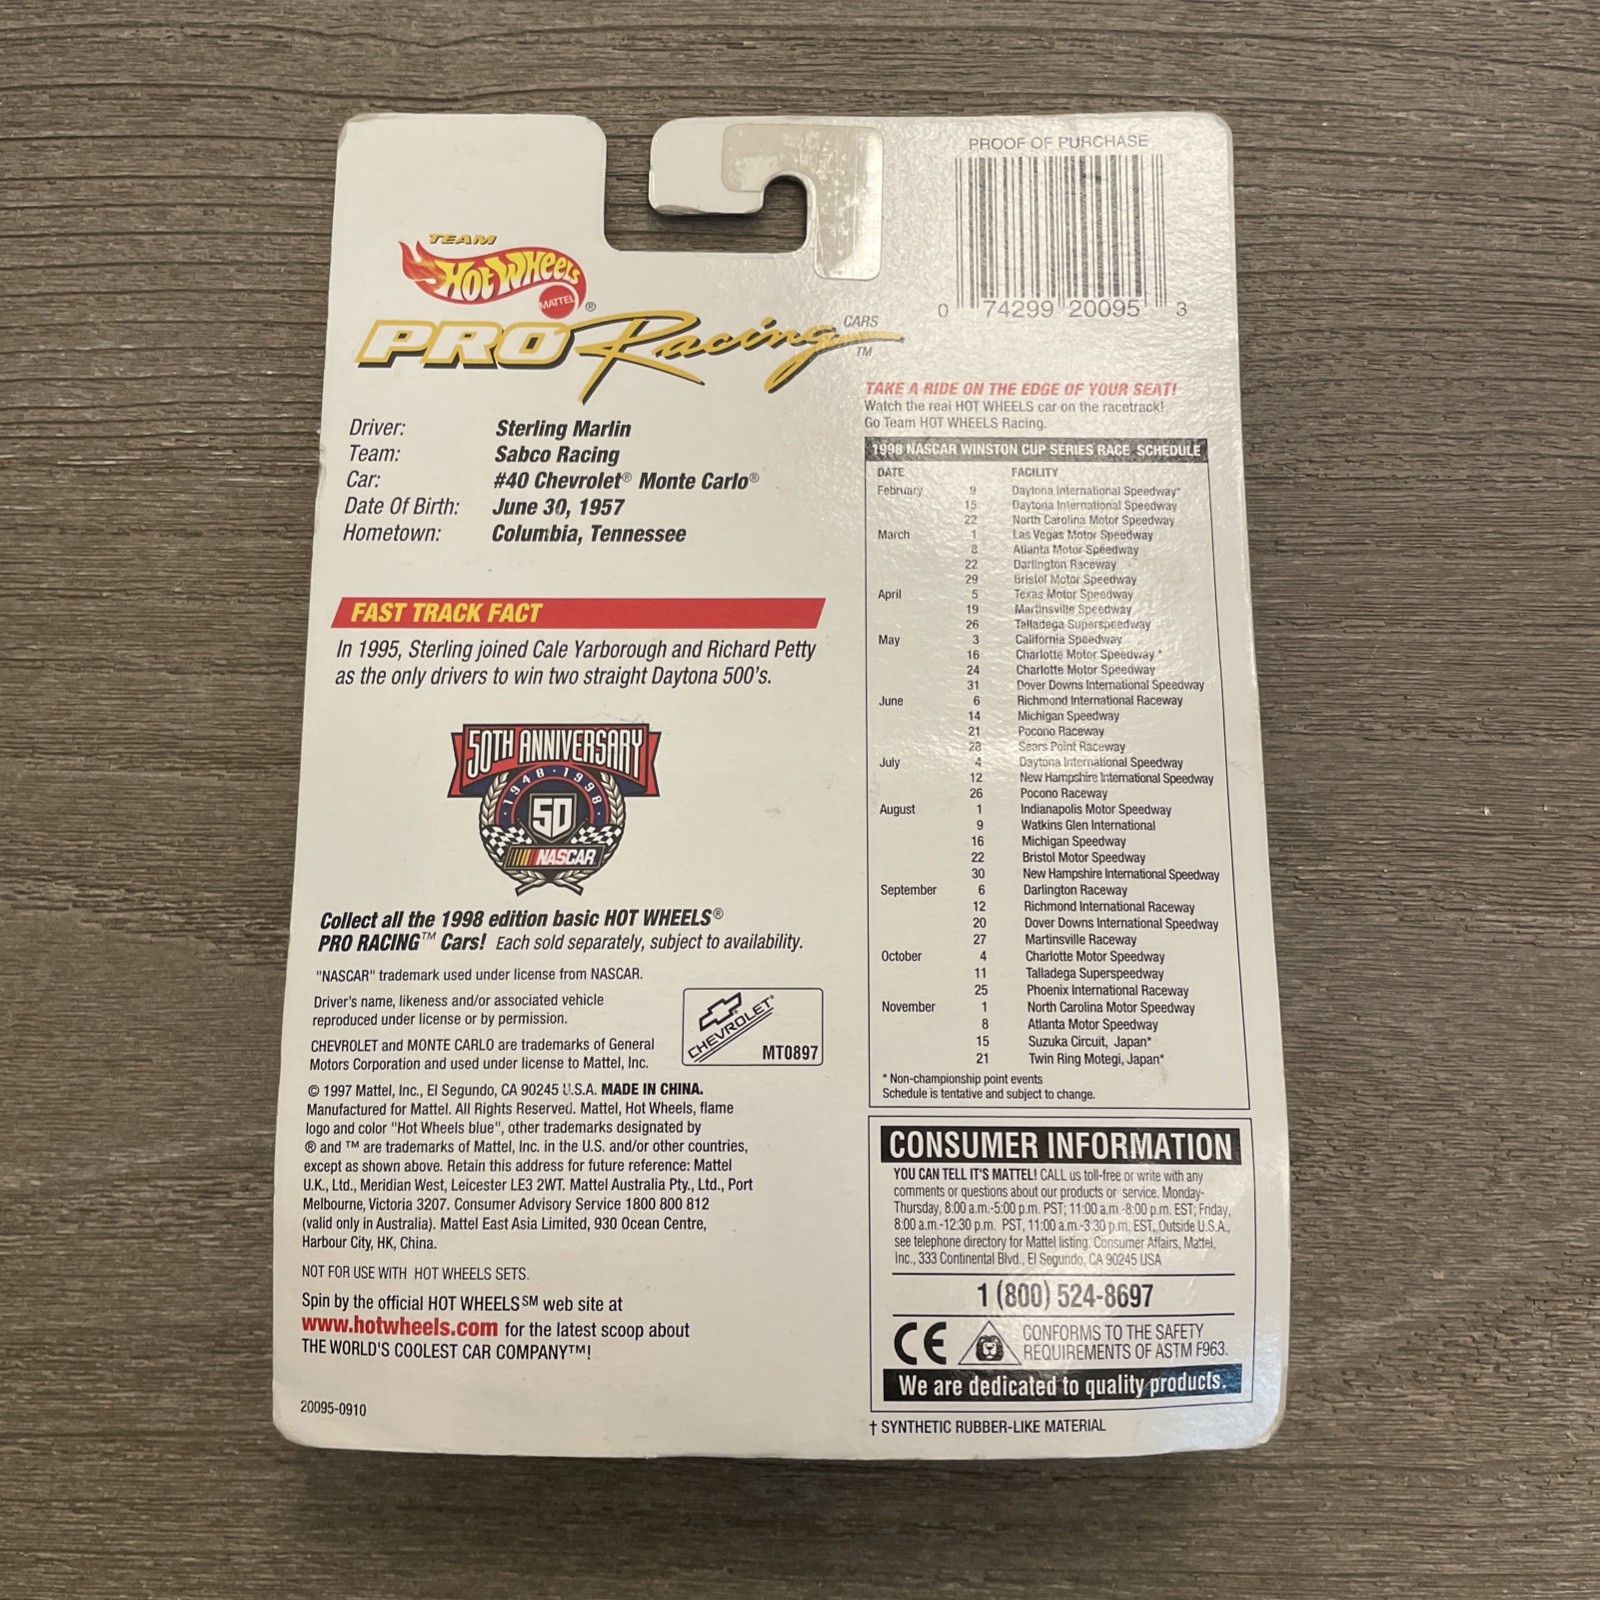 TEAM
Hot Wheels
MATTEL ®
PRO Racing CARS TM
Driver: Sterling Marlin
Team: Sabco Racing
Car: #40 Chevrolet® Monte Carlo®
Date Of Birth: June 30, 1957
Hometown: Columbia, Tennessee
FAST TRACK FACT
In 1995, Sterling joined Cale Yarborough and Richard Petty
as the only drivers to win two straight Daytona 500's.
50TH ANNIVERSARY
1948·1998
50
NASCAR
Collect all the 1998 edition basic HOT WHEELS®
PRO RACING™ Cars! Each sold separately, subject to availability.
"NASCAR" trademark used under license from NASCAR.
Driver's name, likeness and/or associated vehicle
reproduced under license or by permission.
CHEVROLET and MONTE CARLO are trademarks of General
Motors Corporation and used under license to Mattel, Inc.
CHEVROLET®
MT0897
© 1997 Mattel, Inc., El Segundo, CA 90245 U.S.A. MADE IN CHINA.
Manufactured for Mattel. All Rights Reserved. Mattel, Hot Wheels, flame
logo and color "Hot Wheels blue", other trademarks designated by
® and ™ are trademarks of Mattel, Inc. in the U.S. and/or other countries,
except as shown above. Retain this address for future reference: Mattel
U.K., Ltd., Meridian West, Leicester LE3 2WT. Mattel Australia Pty., Ltd., Port
Melbourne, Victoria 3207. Consumer Advisory Service 1800 800 812
(valid only in Australia). Mattel East Asia Limited, 930 Ocean Centre,
Harbour City, HK, China.
NOT FOR USE WITH HOT WHEELS SETS.
Spin by the official HOT WHEELS℠ web site at
www.hotwheels.com for the latest scoop about
THE WORLD'S COOLEST CAR COMPANY™!
20095-0910
PROOF OF PURCHASE
0 74299 20095 3
TAKE A RIDE ON THE EDGE OF YOUR SEAT!
Watch the real HOT WHEELS car on the racetrack!
Go Team HOT WHEELS Racing.
1998 NASCAR WINSTON CUP SERIES RACE SCHEDULE
DATE FACILITY
February 9 Daytona International Speedway*
15 Daytona International Speedway
22 North Carolina Motor Speedway
March 1 Las Vegas Motor Speedway
8 Atlanta Motor Speedway
22 Darlington Raceway
29 Bristol Motor Speedway
April 5 Texas Motor Speedway
19 Martinsville Speedway
26 Talladega Superspeedway
May 3 California Speedway
16 Charlotte Motor Speedway *
24 Charlotte Motor Speedway
31 Dover Downs International Speedway
June 6 Richmond International Raceway
14 Michigan Speedway
21 Pocono Raceway
28 Sears Point Raceway
July 4 Daytona International Speedway
12 New Hampshire International Speedway
26 Pocono Raceway
August 1 Indianapolis Motor Speedway
9 Watkins Glen International
16 Michigan Speedway
22 Bristol Motor Speedway
30 New Hampshire International Speedway
September 6 Darlington Raceway
12 Richmond International Raceway
20 Dover Downs International Speedway
27 Martinsville Raceway
October 4 Charlotte Motor Speedway
11 Talladega Superspeedway
25 Phoenix International Raceway
November 1 North Carolina Motor Speedway
8 Atlanta Motor Speedway
15 Suzuka Circuit, Japan*
21 Twin Ring Motegi, Japan*
* Non-championship point events
Schedule is tentative and subject to change.
CONSUMER INFORMATION
YOU CAN TELL IT'S MATTEL! CALL us toll-free or write with any
comments or questions about our products or service. Monday-
Thursday, 8:00 a.m.-5:00 p.m. PST; 11:00 a.m.-8:00 p.m. EST; Friday,
8:00 a.m.-12:30 p.m. PST, 11:00 a.m.-3:30 p.m. EST. Outside U.S.A.,
see telephone directory for Mattel listing. Consumer Affairs, Mattel,
Inc., 333 Continental Blvd., El Segundo, CA 90245 USA
1 (800) 524-8697
CE CONFORMS TO THE SAFETY
REQUIREMENTS OF ASTM F963.
We are dedicated to quality products.
† SYNTHETIC RUBBER-LIKE MATERIAL